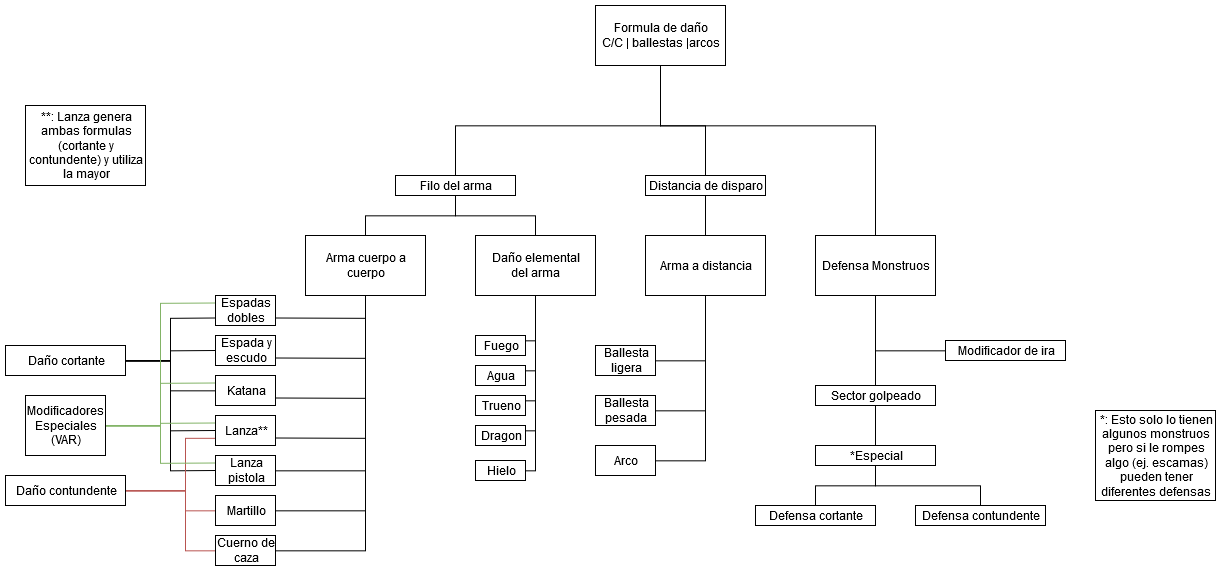 Formula de daño
C/C | ballestas |arcos
**: Lanza genera
ambas formulas
(cortante y
contundente) y utiliza
la mayor
Filo del arma
Distancia de disparo
Arma cuerpo a
cuerpo
Daño elemental
del arma
Arma a distancia
Defensa Monstruos
Espadas
dobles
Espada y
escudo
Katana
Lanza**
Lanza
pistola
Martillo
Cuerno de
caza
Daño cortante
Modificadores
Especiales
(VAR)
Daño contundente
Fuego
Agua
Trueno
Dragon
Hielo
Ballesta
ligera
Ballesta
pesada
Arco
Modificador de ira
Sector golpeado
*Especial
Defensa cortante
Defensa contundente
*: Esto solo lo tienen
algunos monstruos
pero si le rompes
algo (ej. escamas)
pueden tener
diferentes defensas